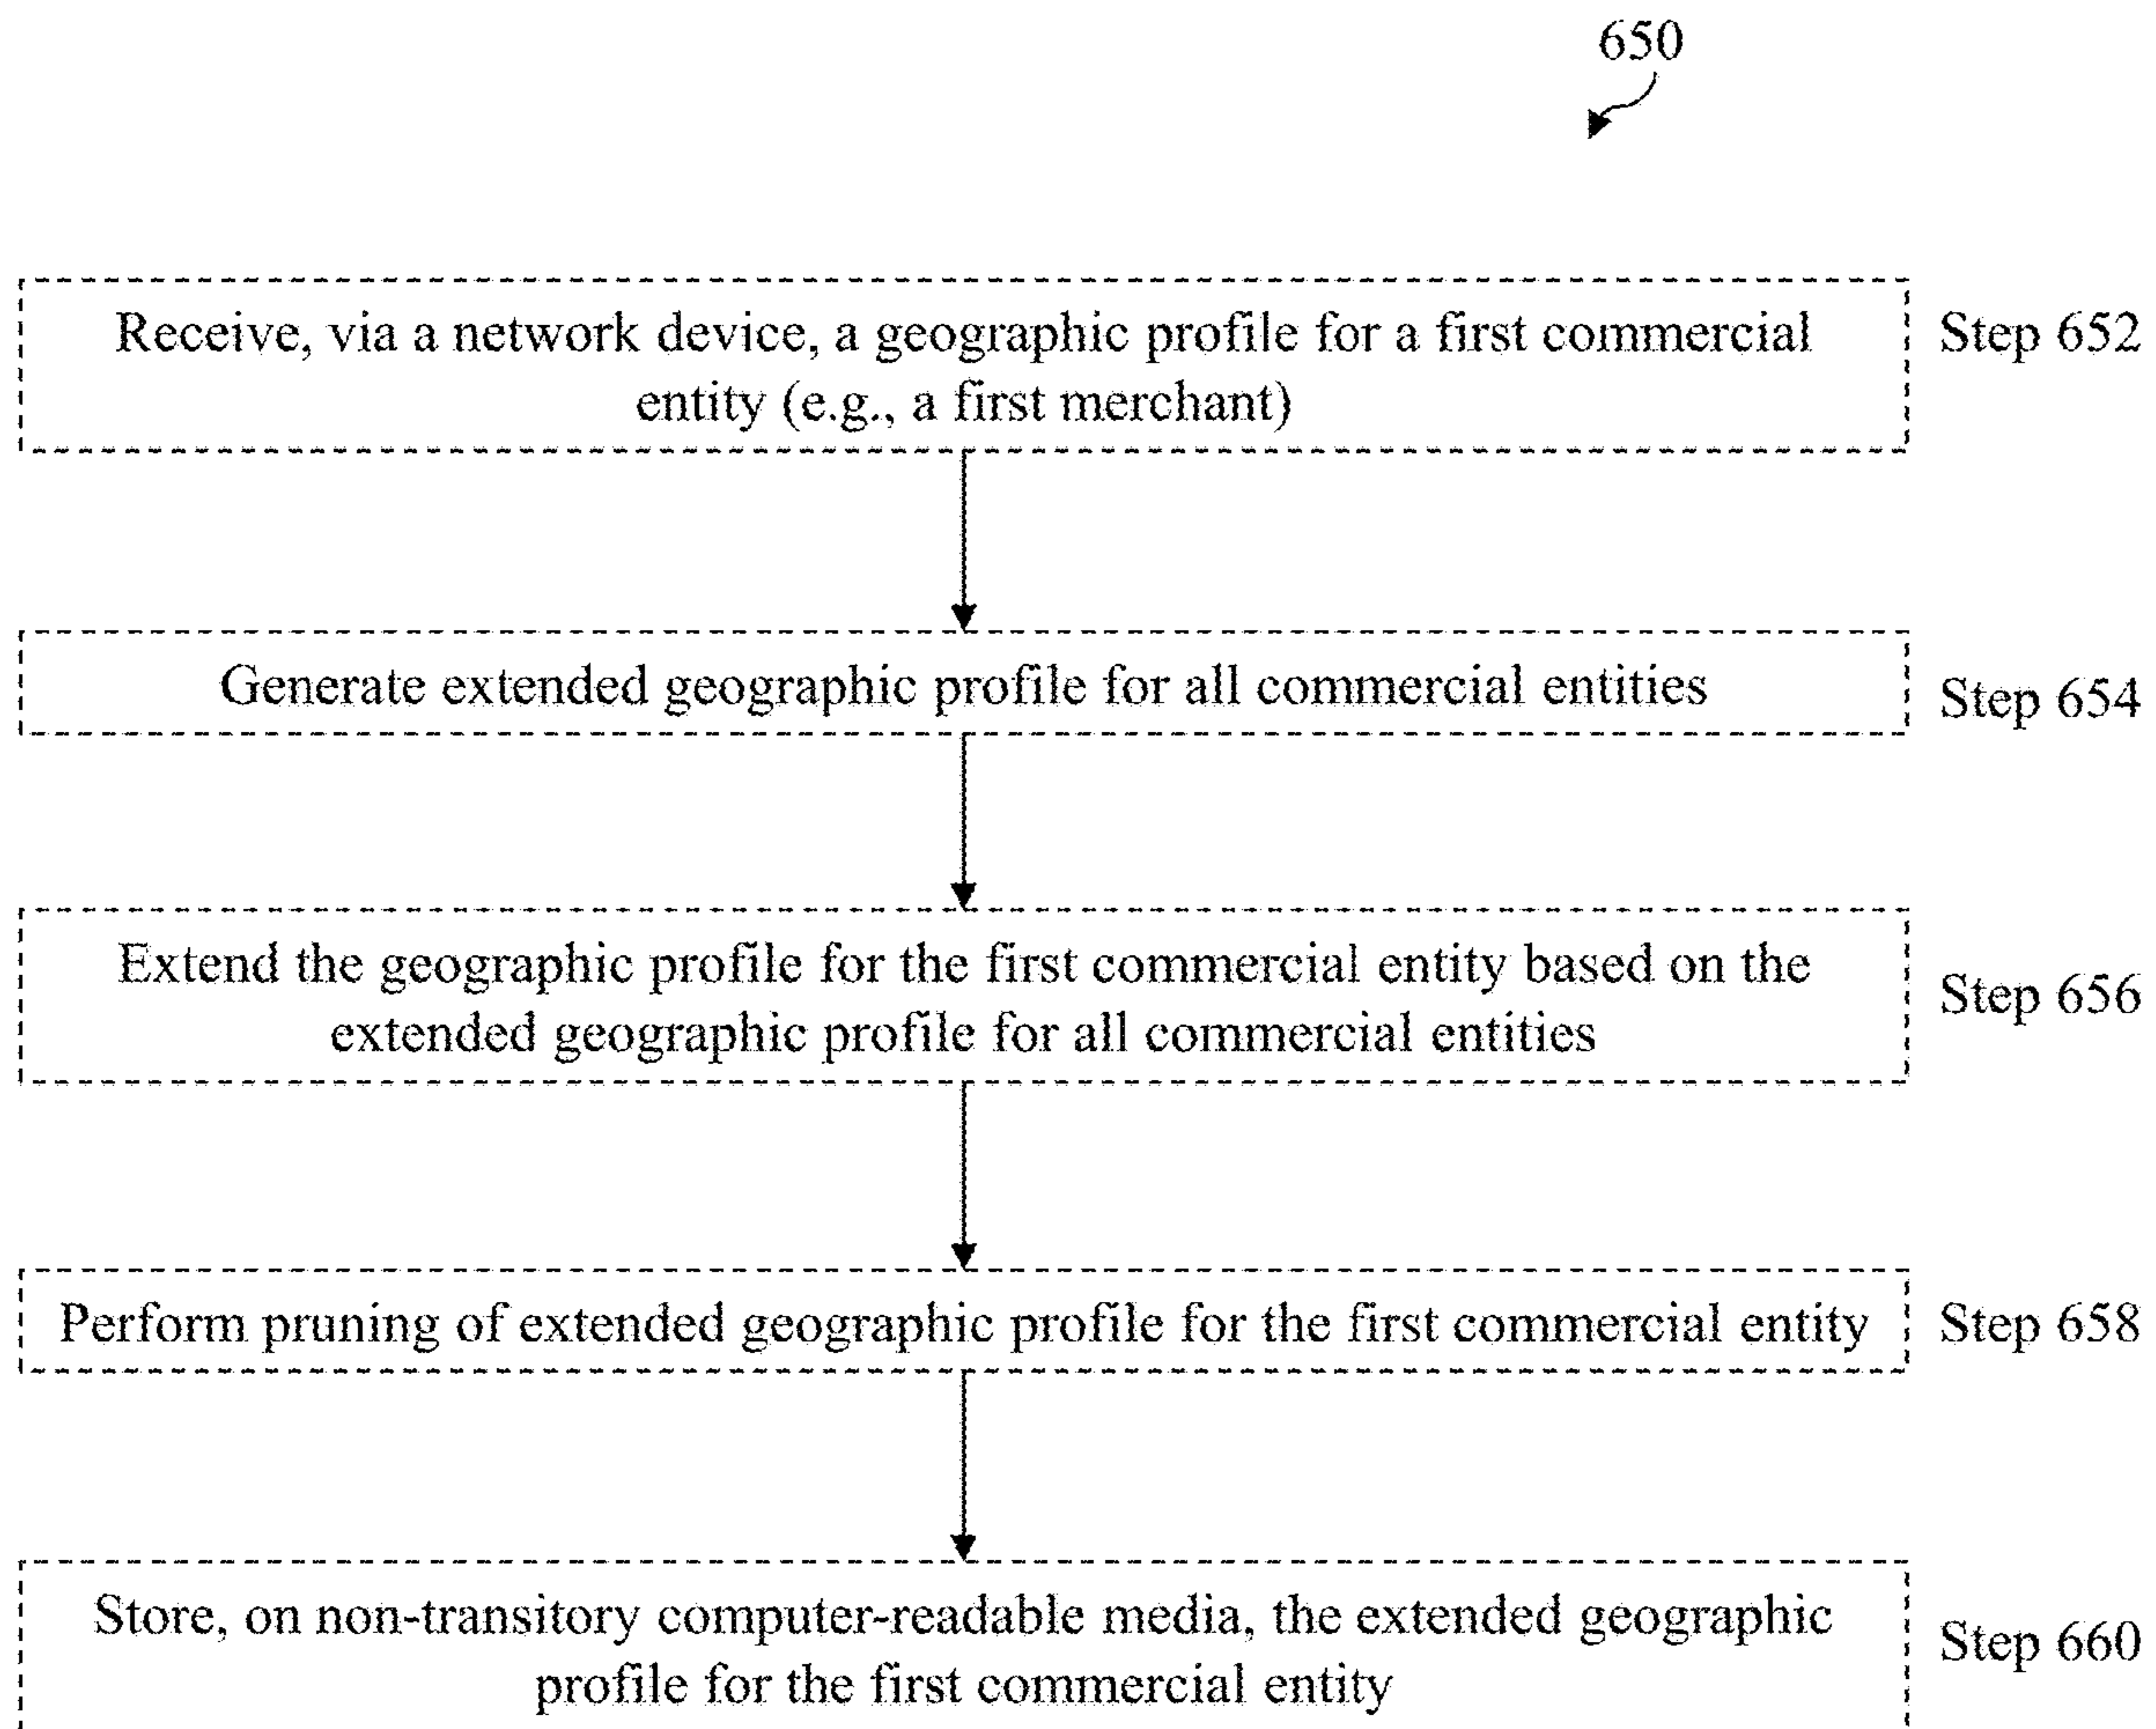 650
Receive, via a network device, a geographic profile for a first commercial
entity (e.g., a first merchant)
Step 652
Generate extended geographic profile for all commercial entities
Step 654
Extend the geographic profile for the first commercial entity based on the
extended geographic profile for all commercial entities
Step 656
Perform pruning of extended geographic profile for the first commercial entity
Step 658
Store, on non-transitory computer-readable media, the extended geographic
profile for the first commercial entity
Step 660